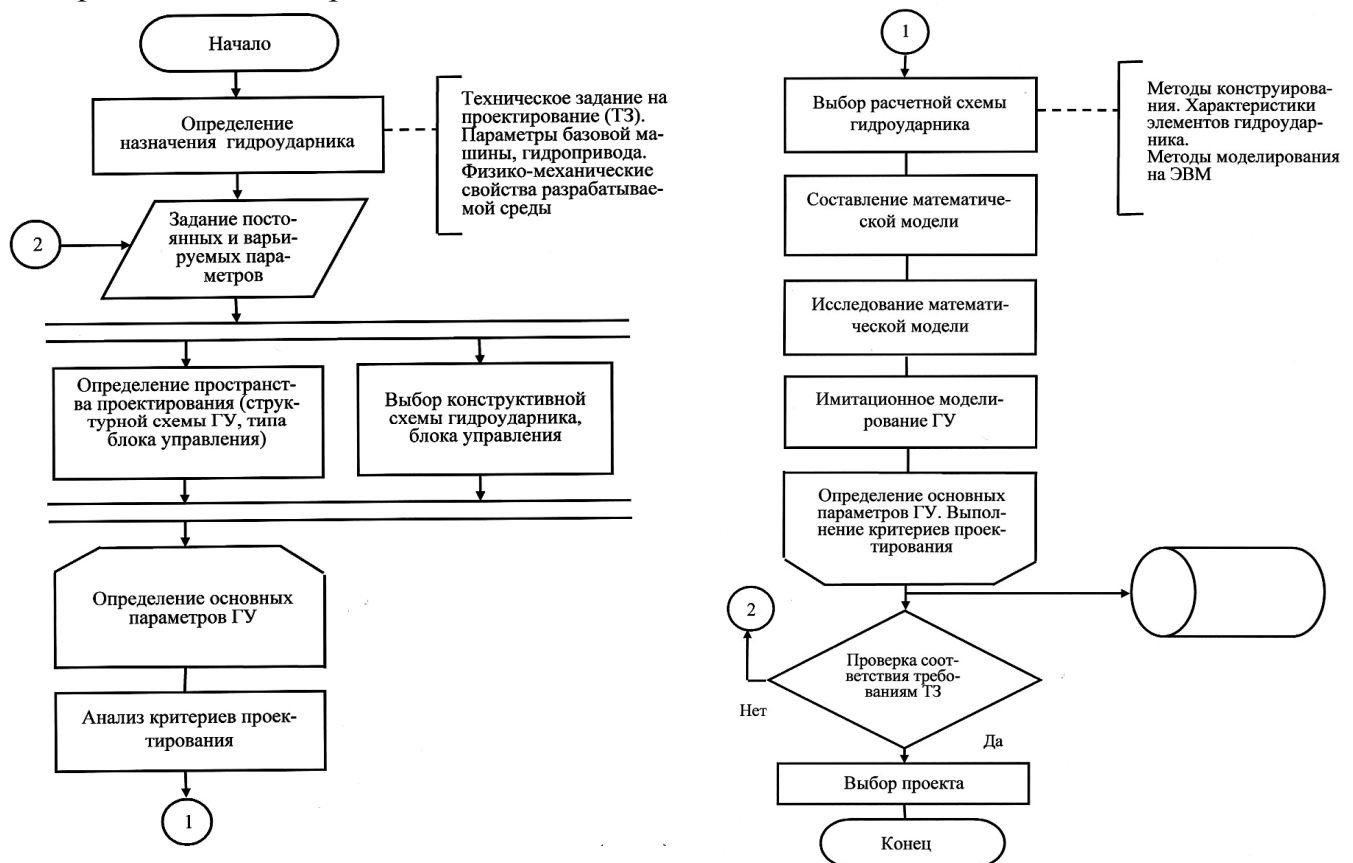 Начало
Определение
назначения гидроударника
Техническое задание на
проектирование (ТЗ).
Параметры базовой ма-
шины, гидропривода.
Физико-механические
свойства разрабатывае-
мой среды
2
Задание посто-
янных и варьи-
руемых пара-
метров
Определение пространст-
ва проектирования (струк-
турной схемы ГУ, типа
блока управления)
Выбор конструктивной
схемы гидроударника,
блока управления
Определение основных
параметров ГУ
Анализ критериев проек-
тирования
1
1
Выбор расчетной схемы
гидроударника
Методы конструирова-
ния. Характеристики
элементов гидроудар-
ника.
Методы моделирования
на ЭВМ
Составление математиче-
ской модели
Исследование математи-
ческой модели
Имитационное модели-
рование ГУ
Определение основных
параметров ГУ. Выпол-
нение критериев проек-
тирования
2
Проверка соот-
ветствия требо-
ваниям ТЗ
Нет
Да
Выбор проекта
Конец